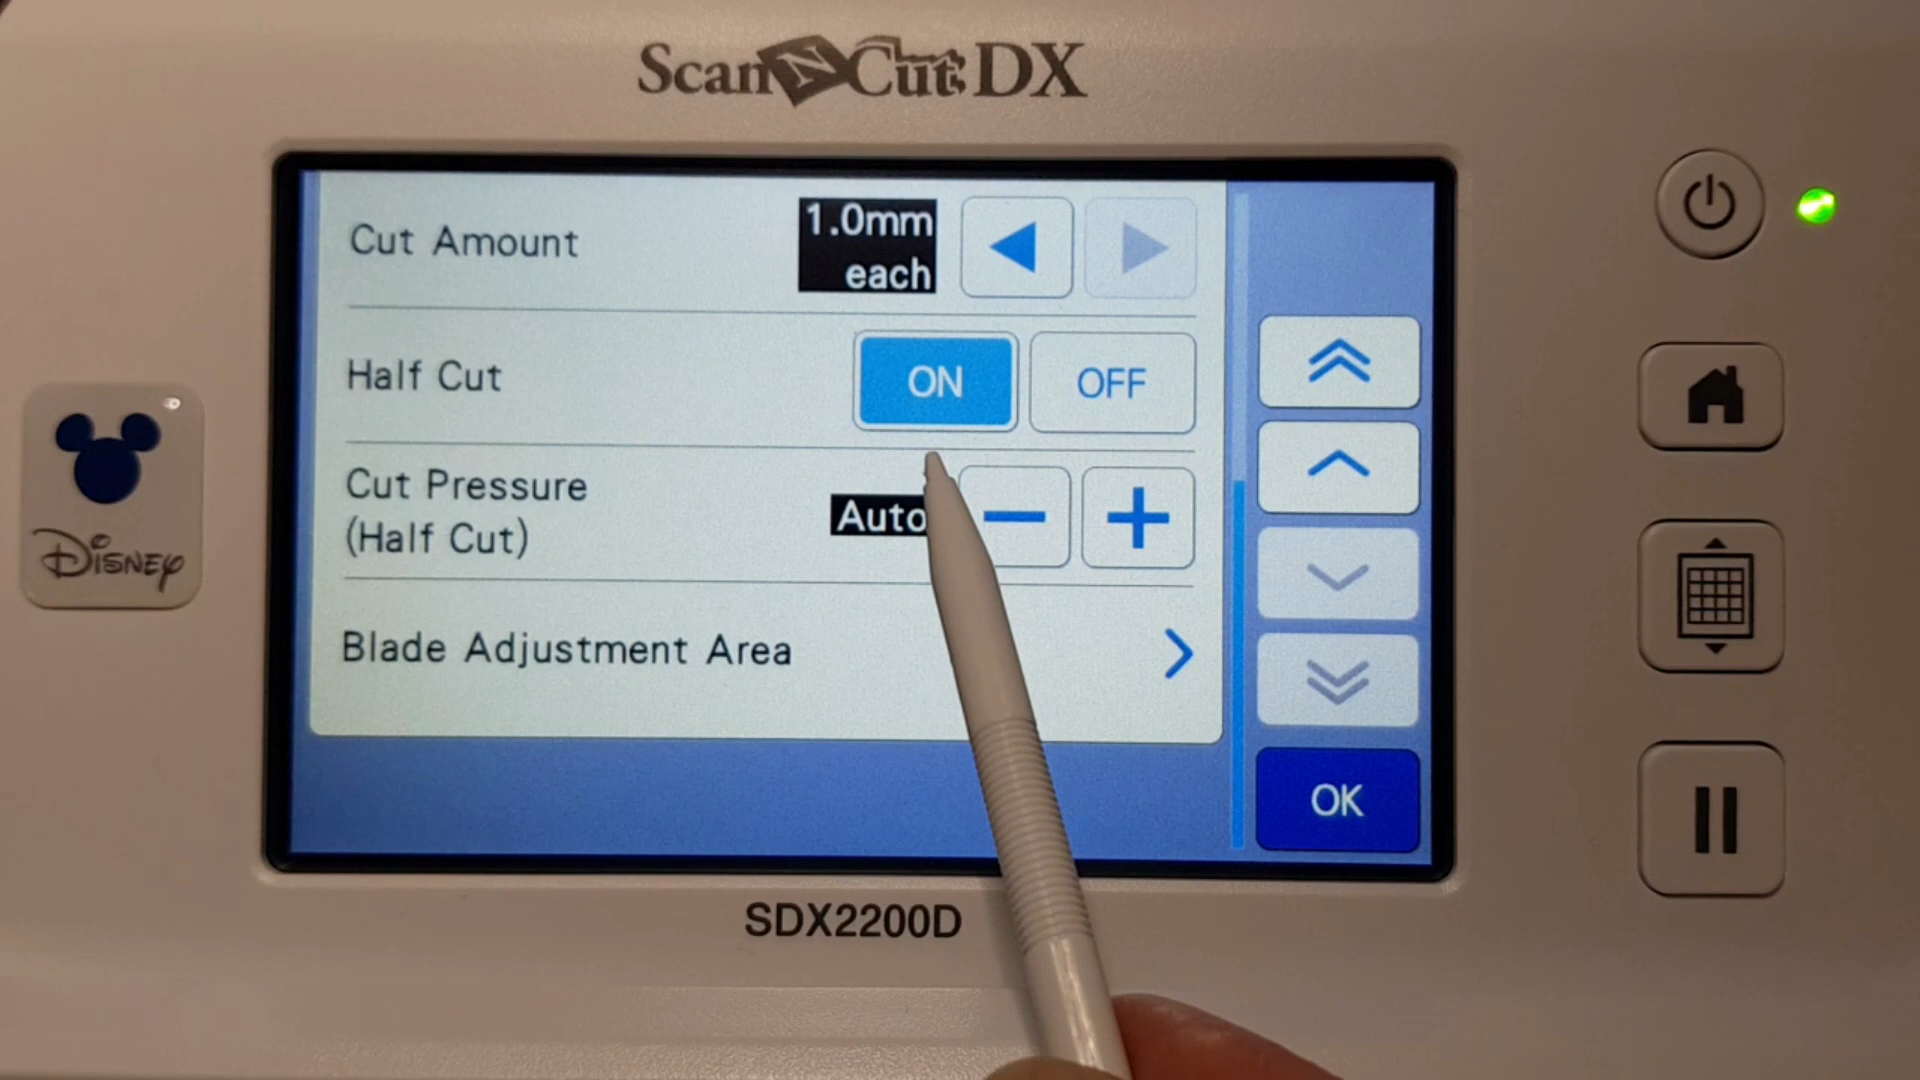 ScanNCut DX
Cut Amount
1.0mm
each
Half Cut
ON
OFF
Cut Pressure
(Half Cut)
Auto
Blade Adjustment Area
OK
Disney
SDX2200D